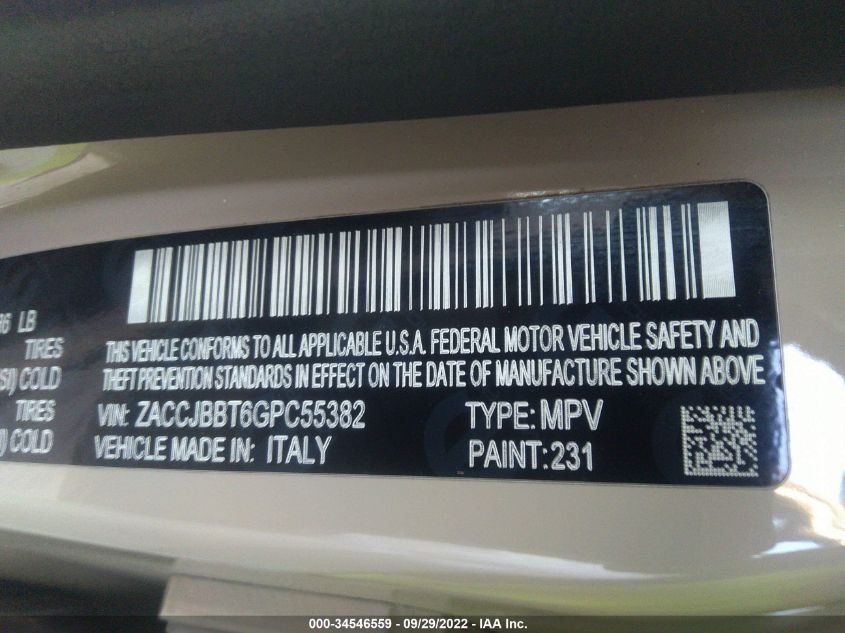 36 LB
TIRES
SI) COLD
TIRES
) COLD
THIS VEHICLE CONFORMS TO ALL APPLICABLE U.S.A. FEDERAL MOTOR VEHICLE SAFETY AND
THEFT PREVENTION STANDARDS IN EFFECT ON THE DATE OF MANUFACTURE SHOWN ABOVE
VIN: ZACCJBBT6GPC55382 TYPE: MPV
VEHICLE MADE IN: ITALY PAINT: 231
000-34546559 - 09/29/2022 - IAA Inc.